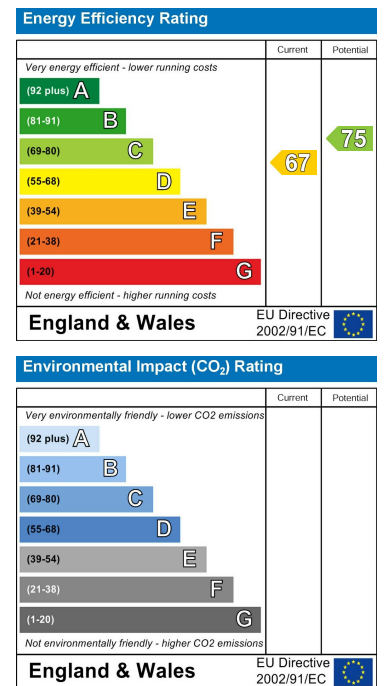 Energy Efficiency Rating
Current Potential
Very energy efficient - lower running costs
(92 plus) A
(81-91) B
(69-80) C
(55-68) D
(39-54) E
(21-38) F
(1-20) G
67
75
Not energy efficient - higher running costs
England & Wales
EU Directive
2002/91/EC
Environmental Impact (CO₂) Rating
Current Potential
Very environmentally friendly - lower CO2 emissions
(92 plus) A
(81-91) B
(69-80) C
(55-68) D
(39-54) E
(21-38) F
(1-20) G
Not environmentally friendly - higher CO2 emissions
England & Wales
EU Directive
2002/91/EC